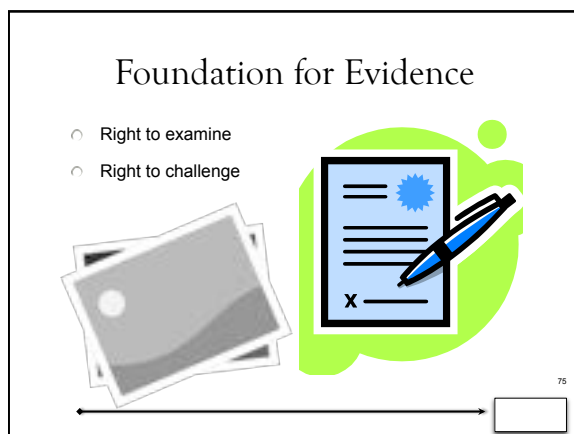 Foundation for Evidence
Right to examine
Right to challenge
X
75